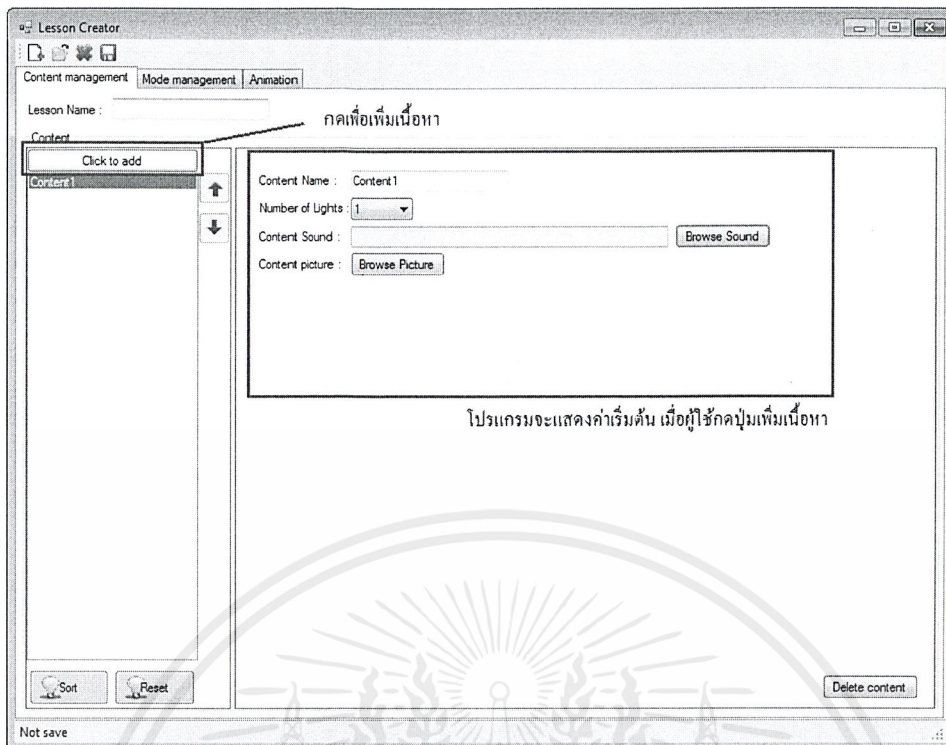 Lesson Creator
Content management Mode management Animation
Lesson Name :
กดเพื่อเพิ่มเนื้อหา
Content
Click to add
Content1
Content Name : Content1
Number of Lights : 1
Content Sound : Browse Sound
Content picture : Browse Picture
โปรแกรมจะแสดงค่าเริ่มต้น เมื่อผู้ใช้กดปุ่มเพิ่มเนื้อหา
Sort Reset
Delete content
Not save